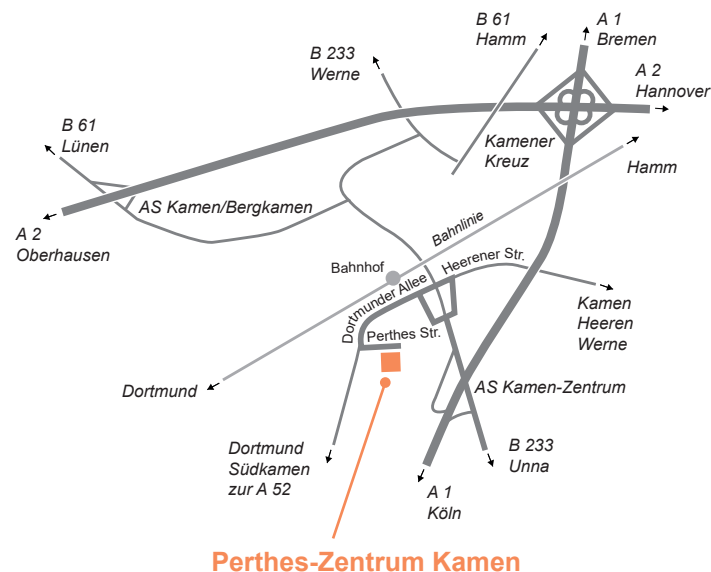 B 61
Hamm
A 1
Bremen
B 233
Werne
A 2
Hannover
B 61
Lünen
Kamener
Kreuz
Hamm
AS Kamen/Bergkamen
A 2
Oberhausen
Bahnlinie
Bahnhof
Heerener Str.
Dortmunder Allee
Kamen
Heeren
Werne
Perthes Str.
Dortmund
AS Kamen-Zentrum
Dortmund
Südkamen
zur A 52
B 233
Unna
A 1
Köln
Perthes-Zentrum Kamen